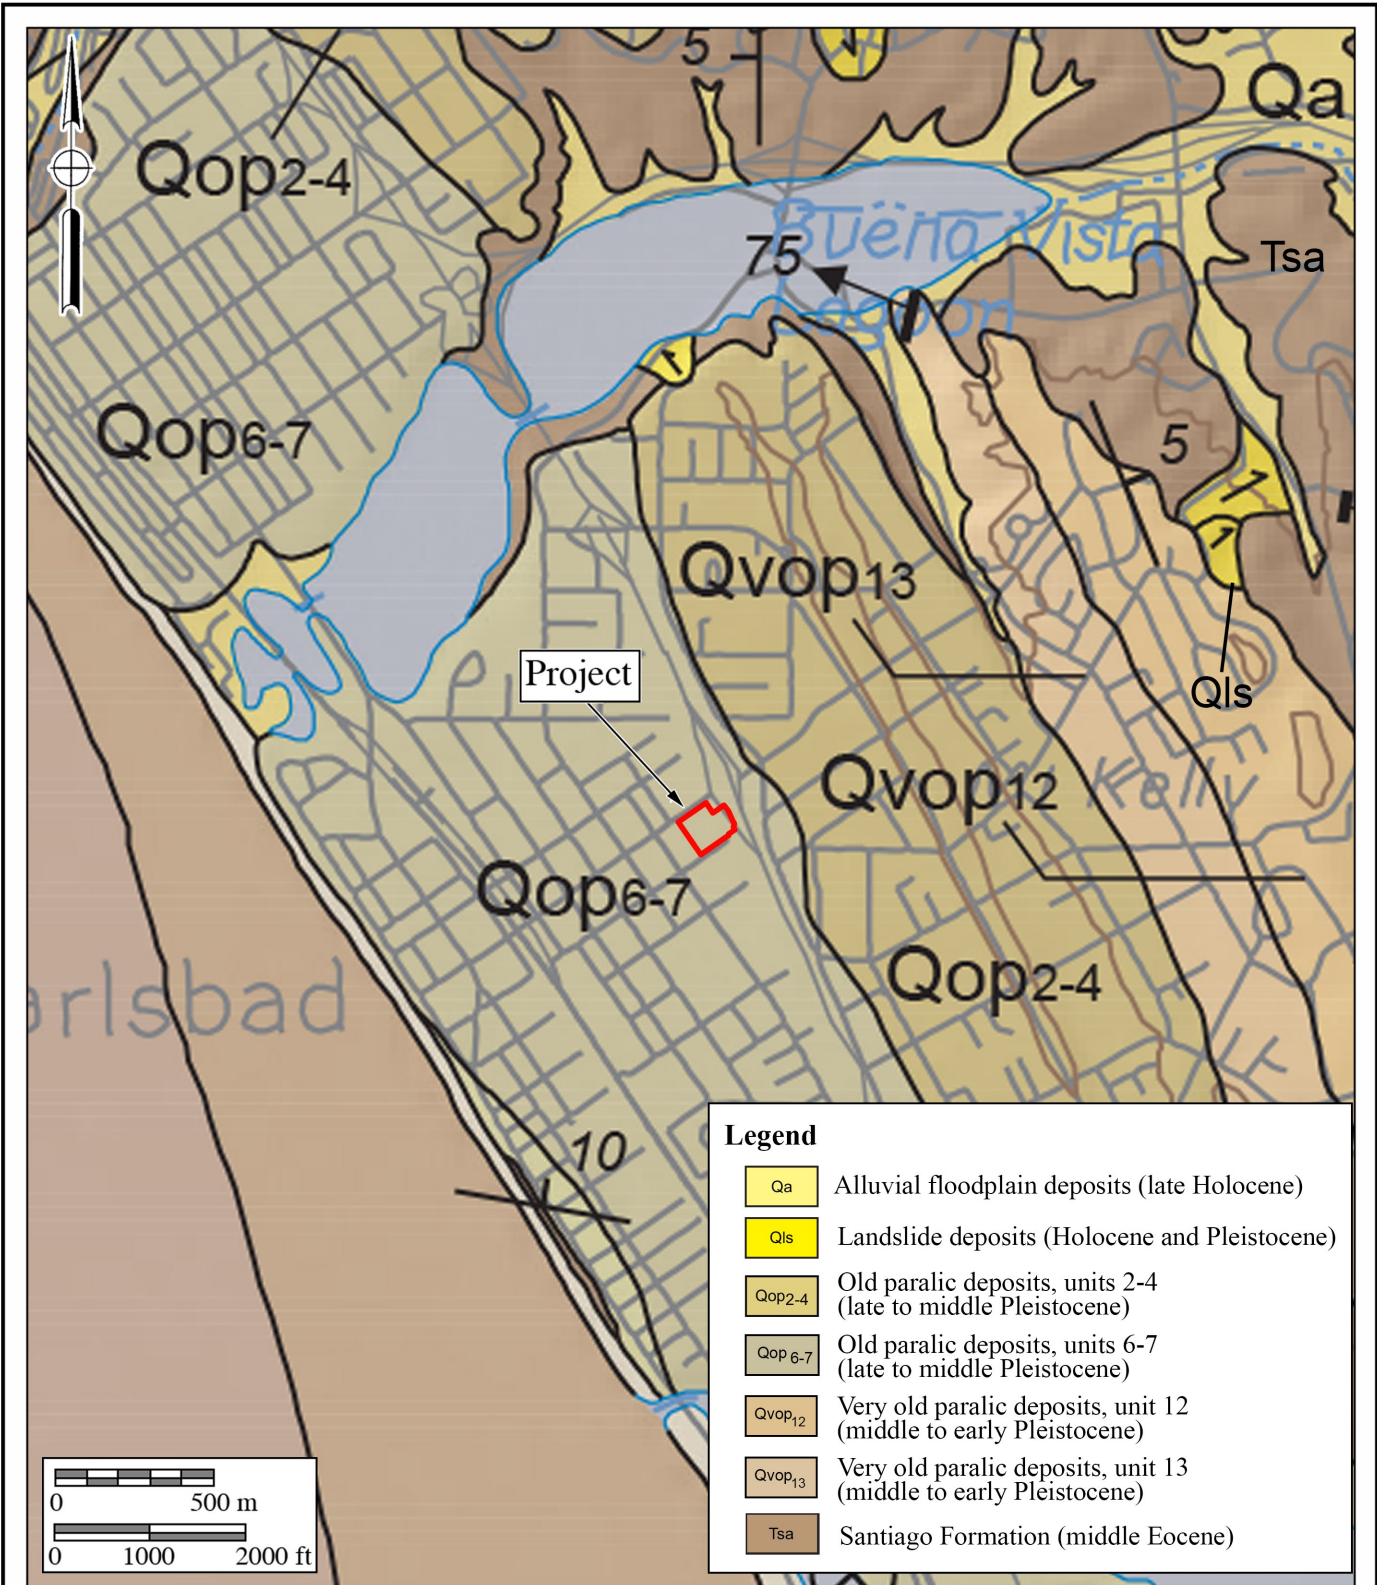 5
Qa
Qop2-4
Buena Vista
Lagoon
75
Tsa
Qop6-7
5
Qvop13
Project
Qls
Qvop12
Kelly
Qop6-7
Qop2-4
arlsbad
10
Legend
Qa Alluvial floodplain deposits (late Holocene)
Qls Landslide deposits (Holocene and Pleistocene)
Qop2-4 Old paralic deposits, units 2-4
(late to middle Pleistocene)
Qop 6-7 Old paralic deposits, units 6-7
(late to middle Pleistocene)
Qvop12 Very old paralic deposits, unit 12
(middle to early Pleistocene)
Qvop13 Very old paralic deposits, unit 13
(middle to early Pleistocene)
Tsa Santiago Formation (middle Eocene)
0 500 m
0 1000 2000 ft